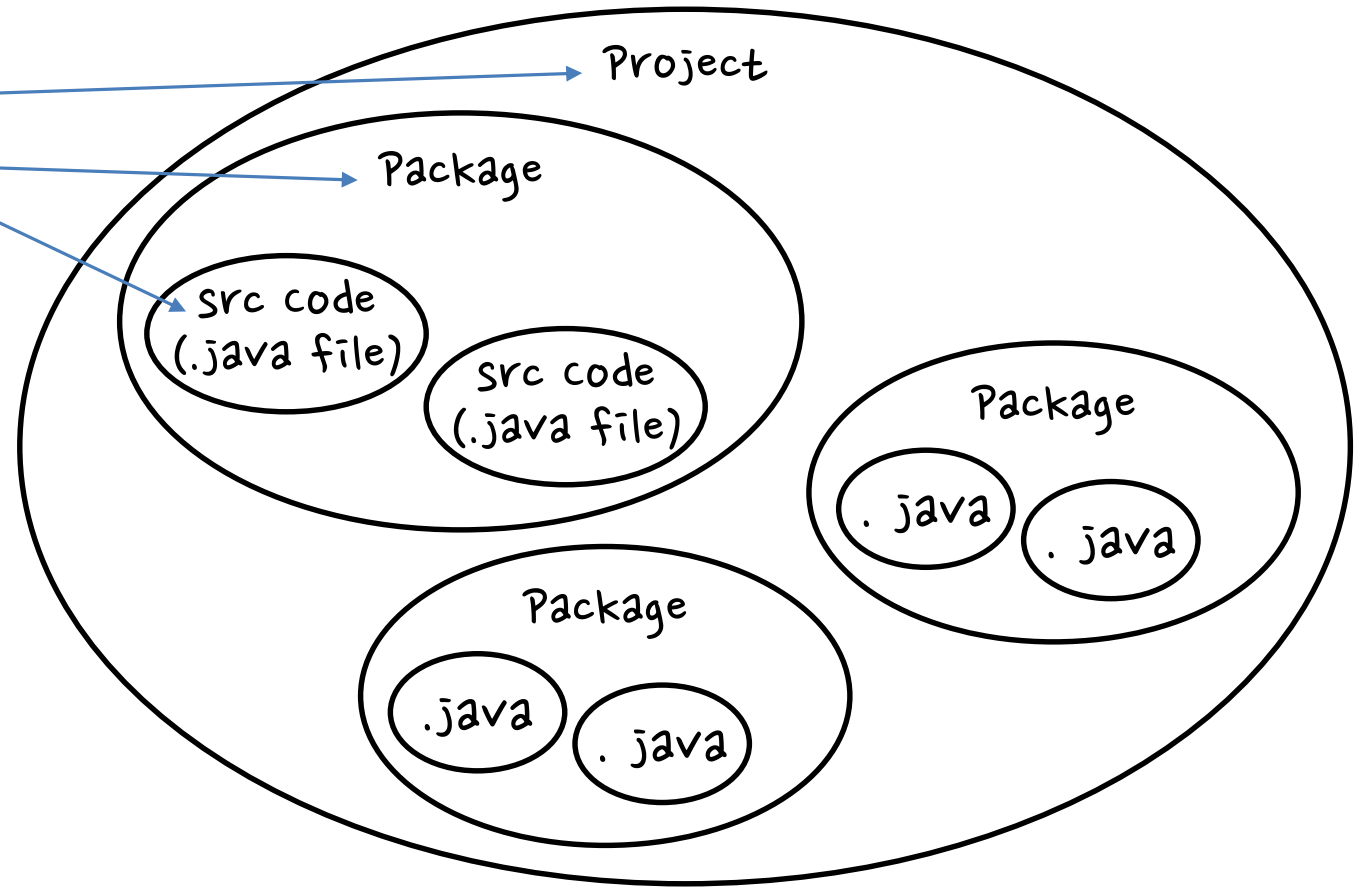 Project
Package
src code
(.java file)
src code
(.java file)
Package
. java
. java
Package
.java
. java